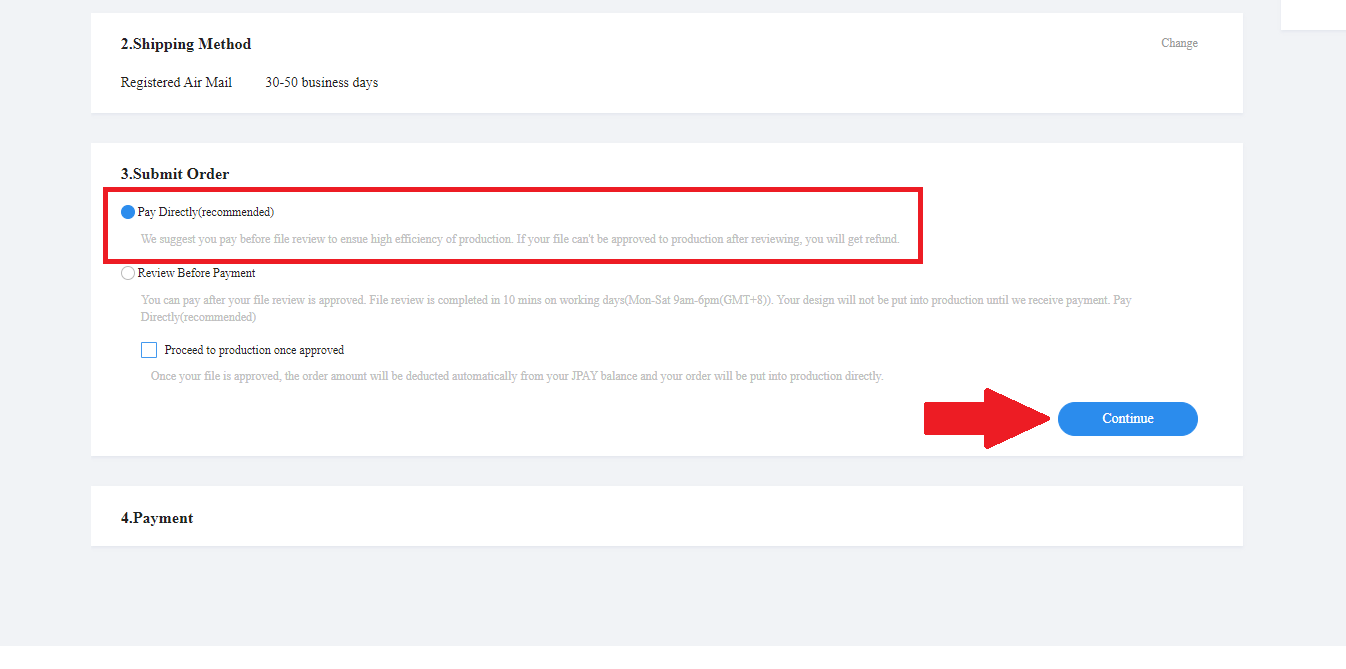 2.Shipping Method
Change
Registered Air Mail 30-50 business days
3.Submit Order
Pay Directly(recommended)
We suggest you pay before file review to ensue high efficiency of production. If your file can't be approved to production after reviewing, you will get refund.
Review Before Payment
You can pay after your file review is approved. File review is completed in 10 mins on working days(Mon-Sat 9am-6pm(GMT+8)). Your design will not be put into production until we receive payment. Pay
Directly(recommended)
Proceed to production once approved
Once your file is approved, the order amount will be deducted automatically from your JPAY balance and your order will be put into production directly.
Continue
4.Payment